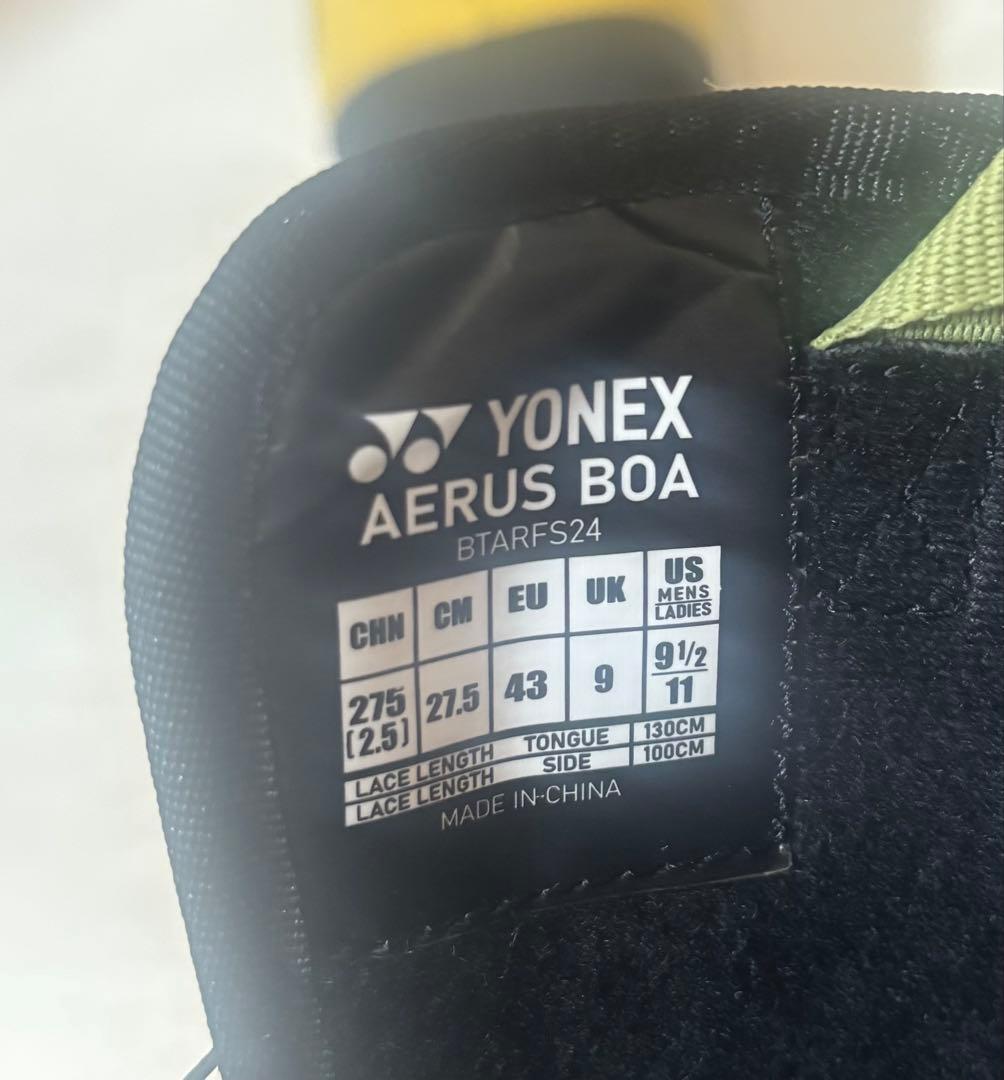 YONEX
AERUS BOA
BTARFS24
CHN CM EU UK US MENS LADIES
275 (2.5) 27.5 43 9 9 1/2 11
LACE LENGTH TONGUE 130CM
LACE LENGTH SIDE 100CM
MADE IN CHINA